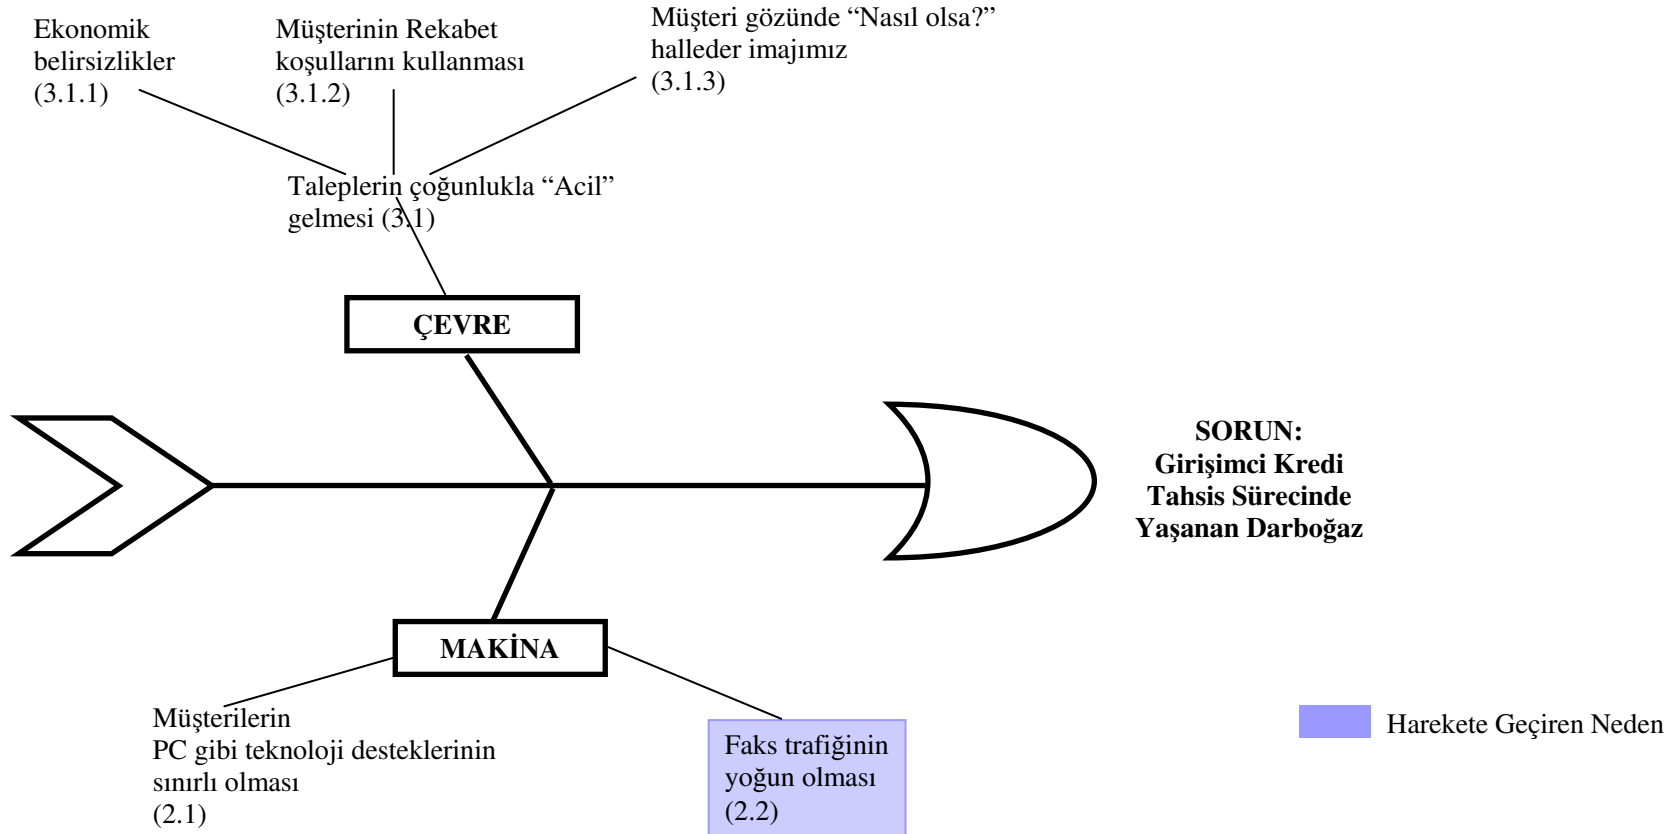 Ekonomik
belirsizlikler
(3.1.1)
Müşterinin Rekabet
koşullarını kullanması
(3.1.2)
Müşteri gözünde “Nasıl olsa?”
halleder imajımız
(3.1.3)
Taleplerin çoğunlukla “Acil”
gelmesi (3.1)
ÇEVRE
SORUN:
Girişimci Kredi
Tahsis Sürecinde
Yaşanan Darboğaz
MAKİNA
Müşterilerin
PC gibi teknoloji desteklerinin
sınırlı olması
(2.1)
Faks trafiğinin
yoğun olması
(2.2)
Harekete Geçiren Neden